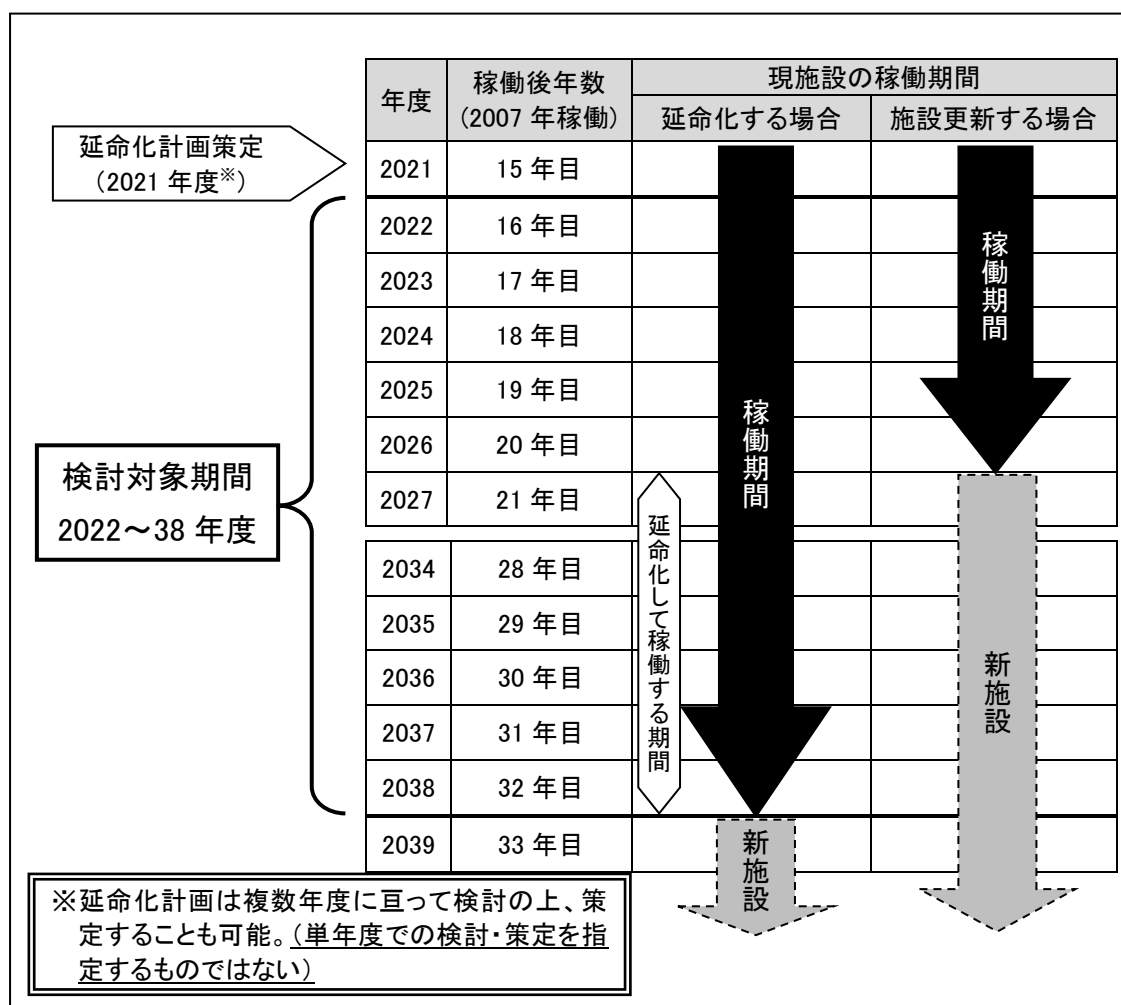 年度
稼働後年数
(2007 年稼働)
現施設の稼働期間
延命化する場合
施設更新する場合
延命化計画策定
(2021 年度※)
2021
15 年目
2022
16 年目
2023
17 年目
2024
18 年目
2025
19 年目
2026
20 年目
2027
21 年目
2034
28 年目
2035
29 年目
2036
30 年目
2037
31 年目
2038
32 年目
2039
33 年目
稼働期間
稼働期間
延命化して稼働する期間
新施設
新施設
検討対象期間
2022～38 年度
※延命化計画は複数年度に亘って検討の上、策
定することも可能。(単年度での検討・策定を指
定するものではない)